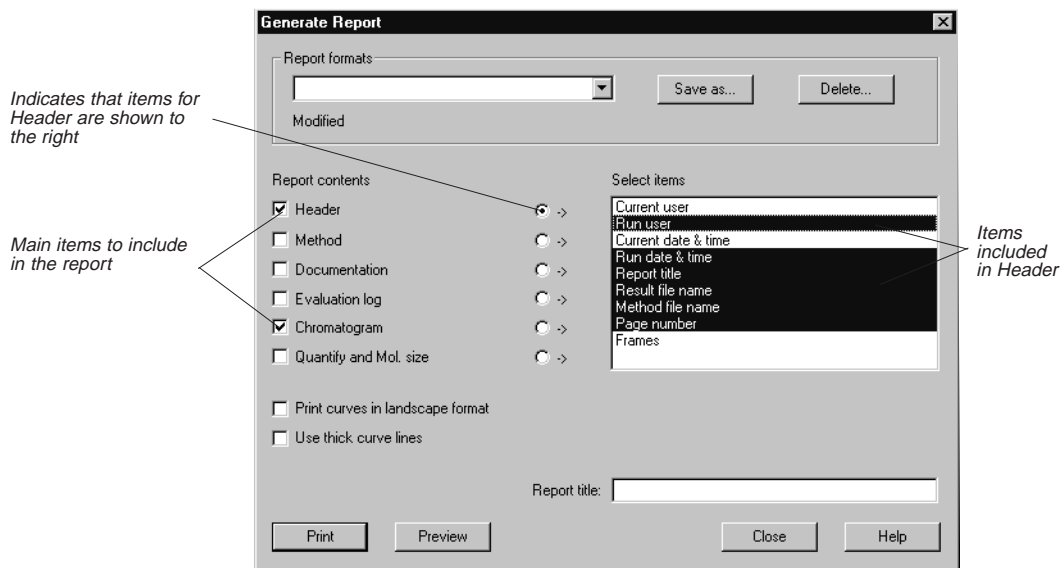 Generate Report
Report formats
Save as...
Delete...
Modified
Indicates that items for
Header are shown to
the right
Report contents
Select items
Header
->
Method
->
Documentation
->
Evaluation log
->
Chromatogram
->
Quantify and Mol. size
->
Current user
Run user
Current date & time
Run date & time
Report title
Result file name
Method file name
Page number
Frames
Main items to include
in the report
Items
included
in Header
Print curves in landscape format
Use thick curve lines
Report title:
Print
Preview
Close
Help